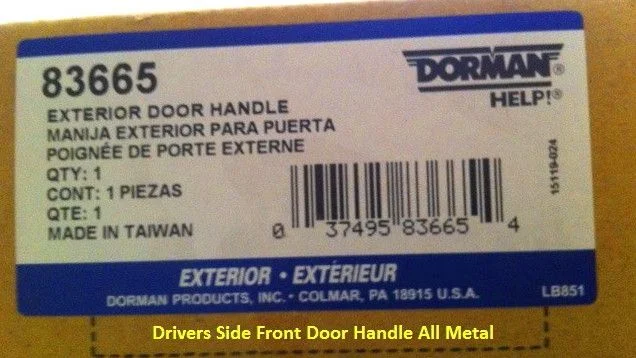 83665
EXTERIOR DOOR HANDLE
MANIJA EXTERIOR PARA PUERTA
POIGNÉE DE PORTE EXTERNE
QTY: 1
CONT: 1 PIEZAS
QTE: 1
MADE IN TAIWAN
DORMAN®
HELP!®
15119-024
0 37495 83665 4
EXTERIOR • EXTÉRIEUR
DORMAN PRODUCTS, INC. • COLMAR, PA 18915 U.S.A.
LB851
Drivers Side Front Door Handle All Metal